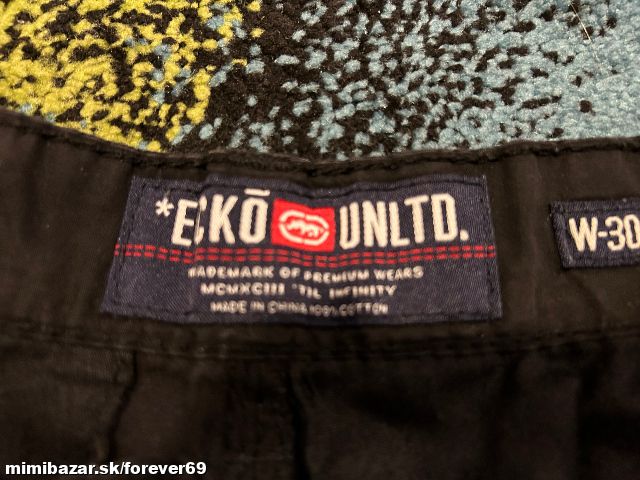 *ECKŌ UNLTD.
W-30
TRADEMARK OF PREMIUM WEARS
MCMXCIII 'TIL INFINITY
MADE IN CHINA 100% COTTON
mimibazar.sk/forever69